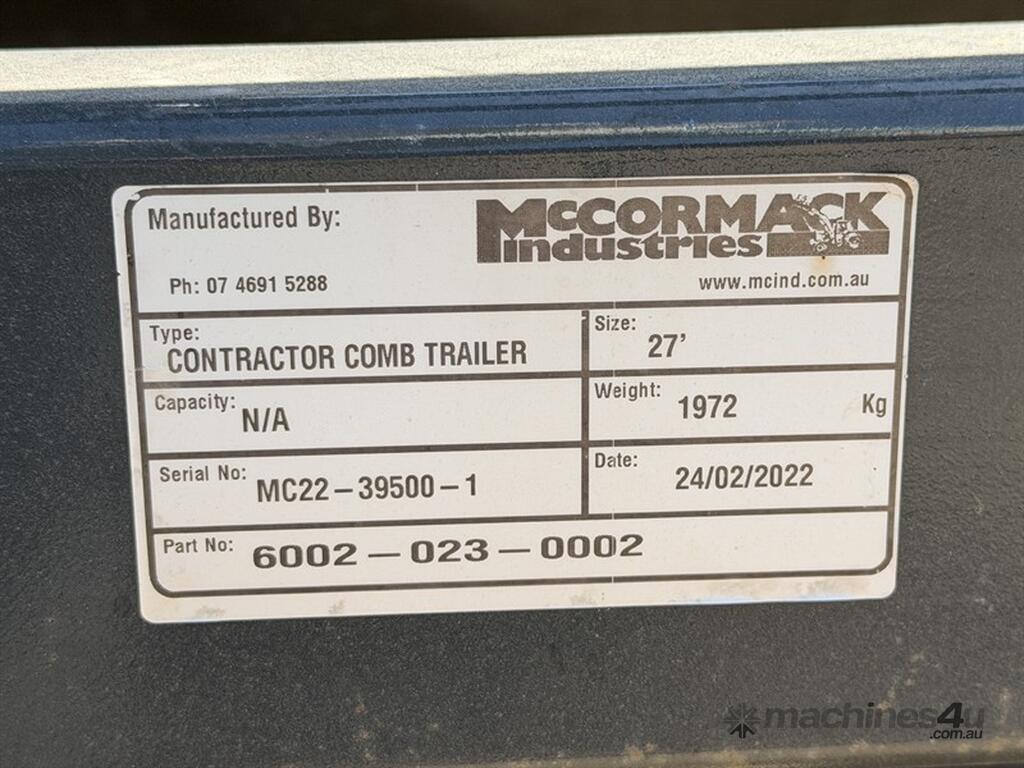 Manufactured By:
McCORMACK
industries
Ph: 07 4691 5288
www.mcind.com.au
Type:
CONTRACTOR COMB TRAILER
Size:
27'
Capacity:
N/A
Weight:
1972 Kg
Serial No:
MC22-39500-1
Date:
24/02/2022
Part No:
6002-023-0002
machines4u
.com.au